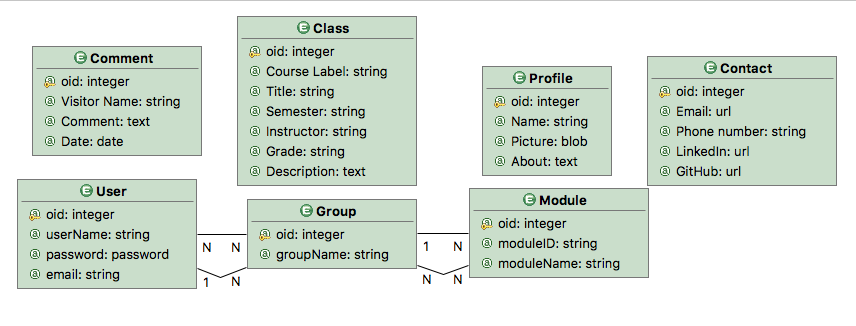 Comment
oid: integer
Visitor Name: string
Comment: text
Date: date
Class
oid: integer
Course Label: string
Title: string
Semester: string
Instructor: string
Grade: string
Description: text
Profile
oid: integer
Name: string
Picture: blob
About: text
Contact
oid: integer
Email: url
Phone number: string
LinkedIn: url
GitHub: url
User
oid: integer
userName: string
password: password
email: string
N N
1 N
Group
oid: integer
groupName: string
1 N
N N
Module
oid: integer
moduleID: string
moduleName: string